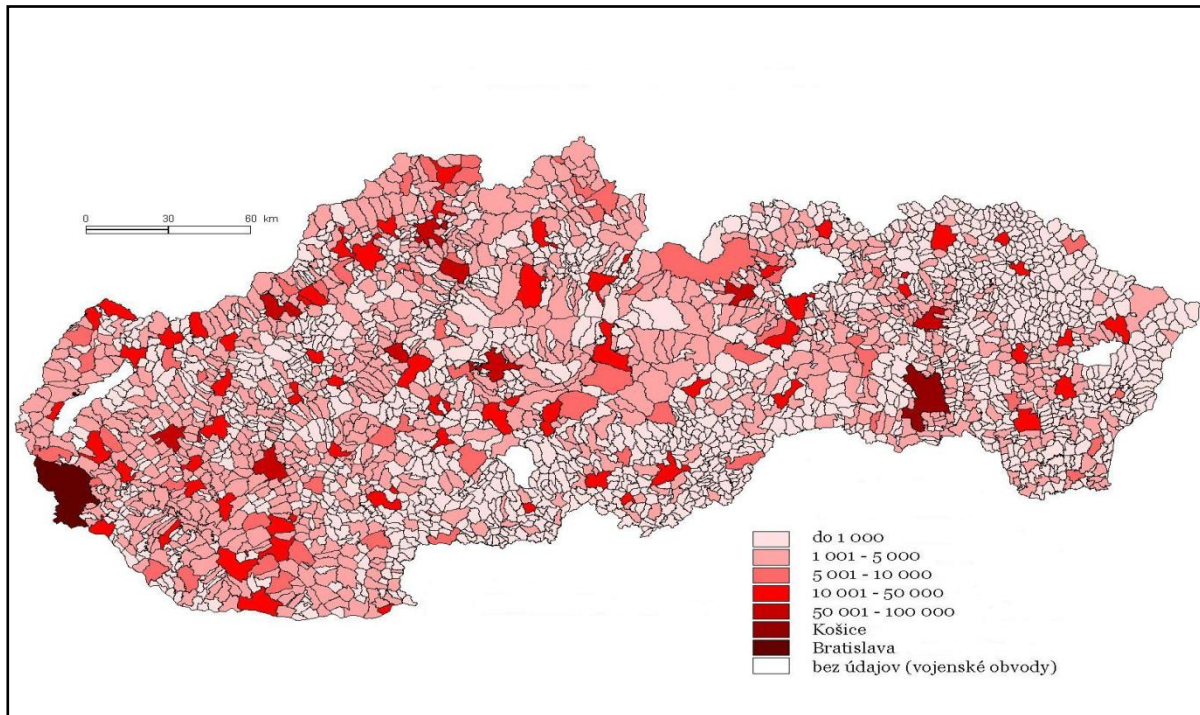 0 30 60 km
do 1 000
1 001 - 5 000
5 001 - 10 000
10 001 - 50 000
50 001 - 100 000
Košice
Bratislava
bez údajov (vojenské obvody)